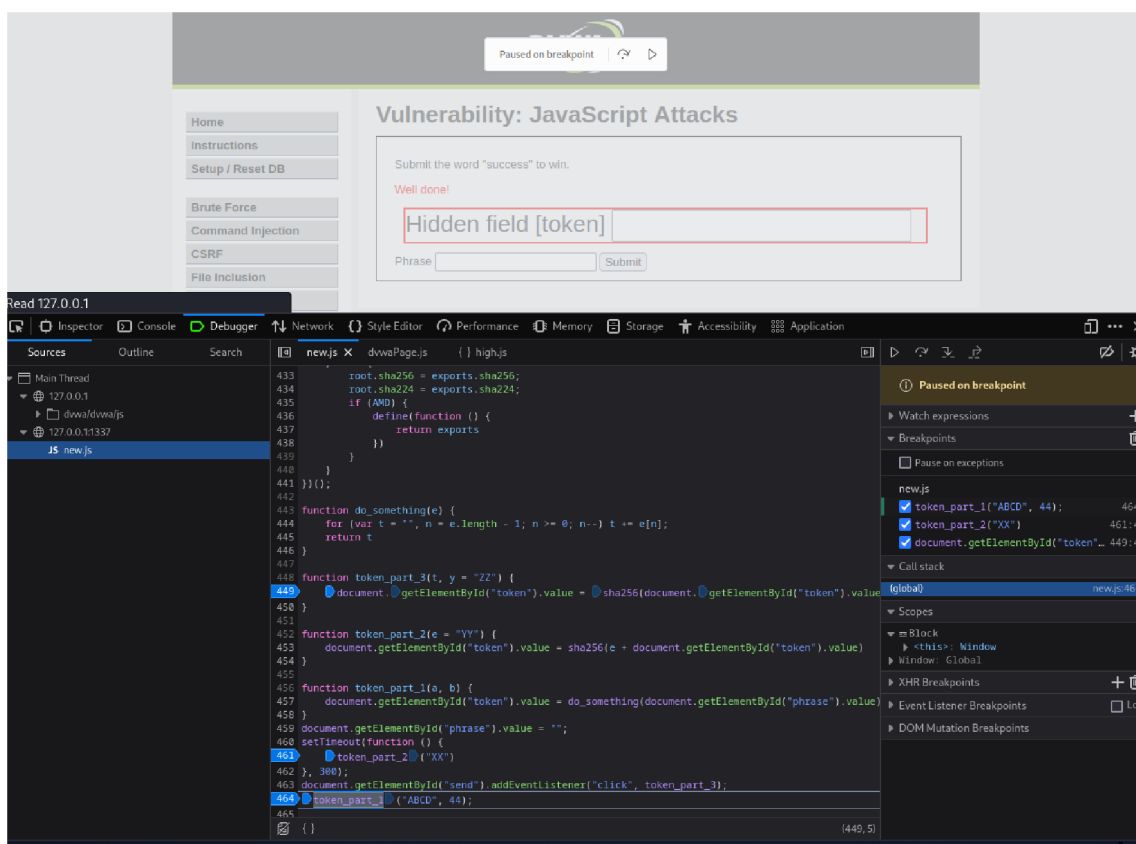 Paused on breakpoint
Vulnerability: JavaScript Attacks
Home
Instructions
Setup / Reset DB
Brute Force
Command Injection
CSRF
File Inclusion
Submit the word "success" to win.
Well done!
Hidden field [token]
Phrase
Submit
Read 127.0.0.1
Inspector Console Debugger Network {} Style Editor Performance Memory Storage Accessibility Application
Sources Outline Search
Main Thread
127.0.0.1
dvwa/dvwa/js
127.0.0.1:1337
JS new.js
new.js dvwaPage.js { } high.js
433 root.sha256 = exports.sha256;
434 root.sha224 = exports.sha224;
435 if (AMD) {
436 define(function () {
437 return exports
438 })
439 }
440 }
441 })();
442
443 function do_something(e) {
444 for (var t = "", n = e.length - 1; n >= 0; n--) t += e[n];
445 return t
446 }
447
448 function token_part_3(t, y = "ZZ") {
449 document.getElementById("token").value = sha256(document.getElementById("token").value
450 }
451
452 function token_part_2(e = "YY") {
453 document.getElementById("token").value = sha256(e + document.getElementById("token").value)
454 }
455
456 function token_part_1(a, b) {
457 document.getElementById("token").value = do_something(document.getElementById("phrase").value)
458 }
459 document.getElementById("phrase").value = "";
460 setTimeout(function () {
461 token_part_2("XX")
462 }, 300);
463 document.getElementById("send").addEventListener("click", token_part_3);
464 token_part_1("ABCD", 44);
465
{ } (449, 5)
Paused on breakpoint
Watch expressions
Breakpoints
Pause on exceptions
new.js
token_part_1("ABCD", 44); 464
token_part_2("XX") 461:
document.getElementById("token"… 449:
Call stack
(global) new.js:46
Scopes
Block
<this>: Window
Window: Global
XHR Breakpoints
Event Listener Breakpoints
DOM Mutation Breakpoints